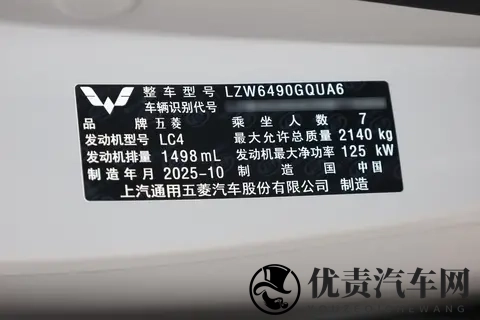 整车型号 LZW6490GQUA6
车辆识别代号
品牌 五菱 乘坐人数 7
发动机型号 LC4 最大允许总质量 2140 kg
发动机排量 1498 mL 发动机最大净功率 125 kW
制造年月 2025-10 制造国 中国
上汽通用五菱汽车股份有限公司 制造
优责汽车网